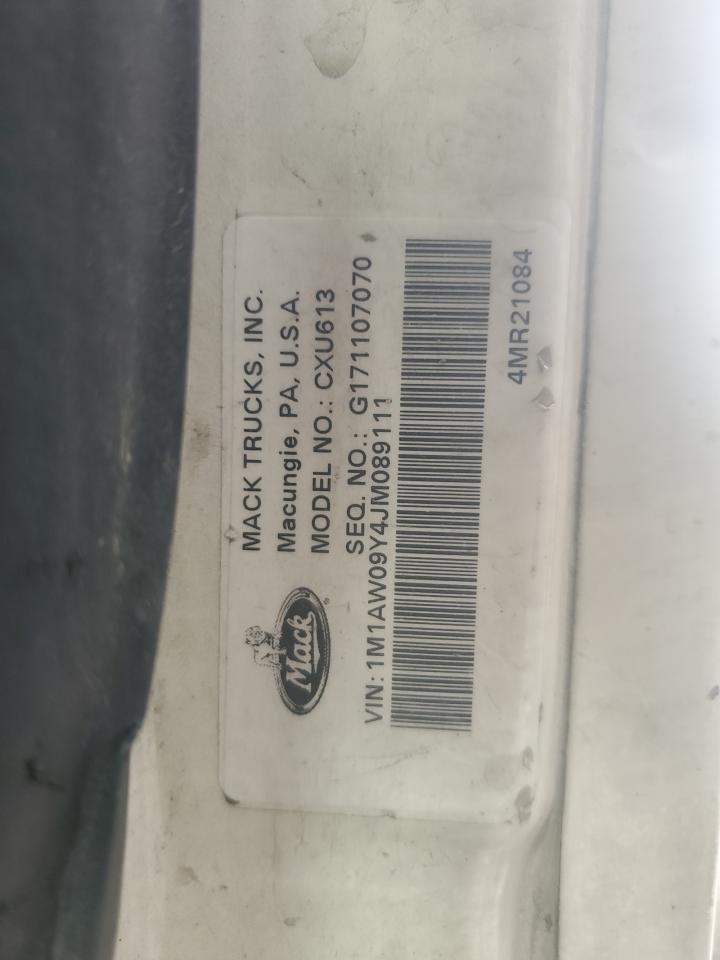 MACK TRUCKS, INC.
Macungie, PA, U.S.A.
MODEL NO.: CXU613
SEQ. NO.: G171107070
Mack
®
VIN: 1M1AW09Y4JM089111
4MR21084